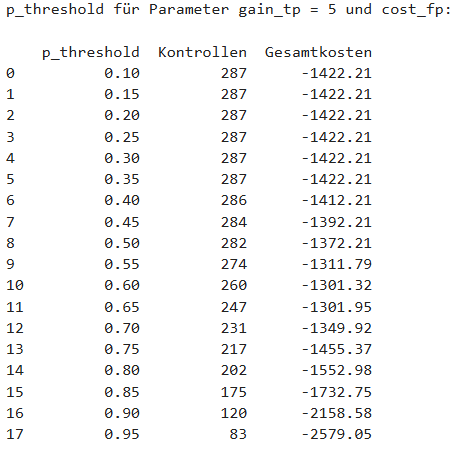 p_threshold für Parameter gain_tp = 5 und cost_fp:
p_threshold Kontrollen Gesamtkosten
0 0.10 287 -1422.21
1 0.15 287 -1422.21
2 0.20 287 -1422.21
3 0.25 287 -1422.21
4 0.30 287 -1422.21
5 0.35 287 -1422.21
6 0.40 286 -1412.21
7 0.45 284 -1392.21
8 0.50 282 -1372.21
9 0.55 274 -1311.79
10 0.60 260 -1301.32
11 0.65 247 -1301.95
12 0.70 231 -1349.92
13 0.75 217 -1455.37
14 0.80 202 -1552.98
15 0.85 175 -1732.75
16 0.90 120 -2158.58
17 0.95 83 -2579.05